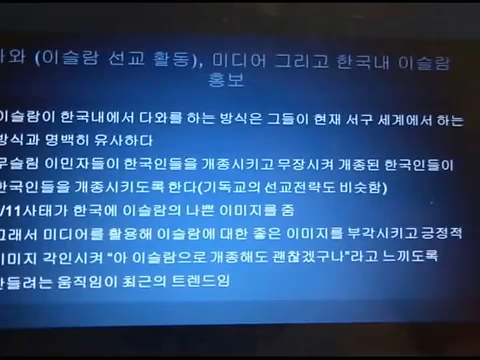 다와 (이슬람 선교 활동), 미디어 그리고 한국내 이슬람
홍보
이슬람이 한국내에서 다와를 하는 방식은 그들이 현재 서구 세계에서 하는
방식과 명백히 유사하다
무슬림 이민자들이 한국인들을 개종시키고 무장시켜 개종된 한국인들이
한국인들을 개종시키도록 한다(기독교의 선교전략도 비슷함)
/11사태가 한국에 이슬람의 나쁜 이미지를 줌
그래서 미디어를 활용해 이슬람에 대한 좋은 이미지를 부각시키고 긍정적
이미지 각인시켜 “아 이슬람으로 개종해도 괜찮겠구나”라고 느끼도록
만들려는 움직임이 최근의 트렌드임